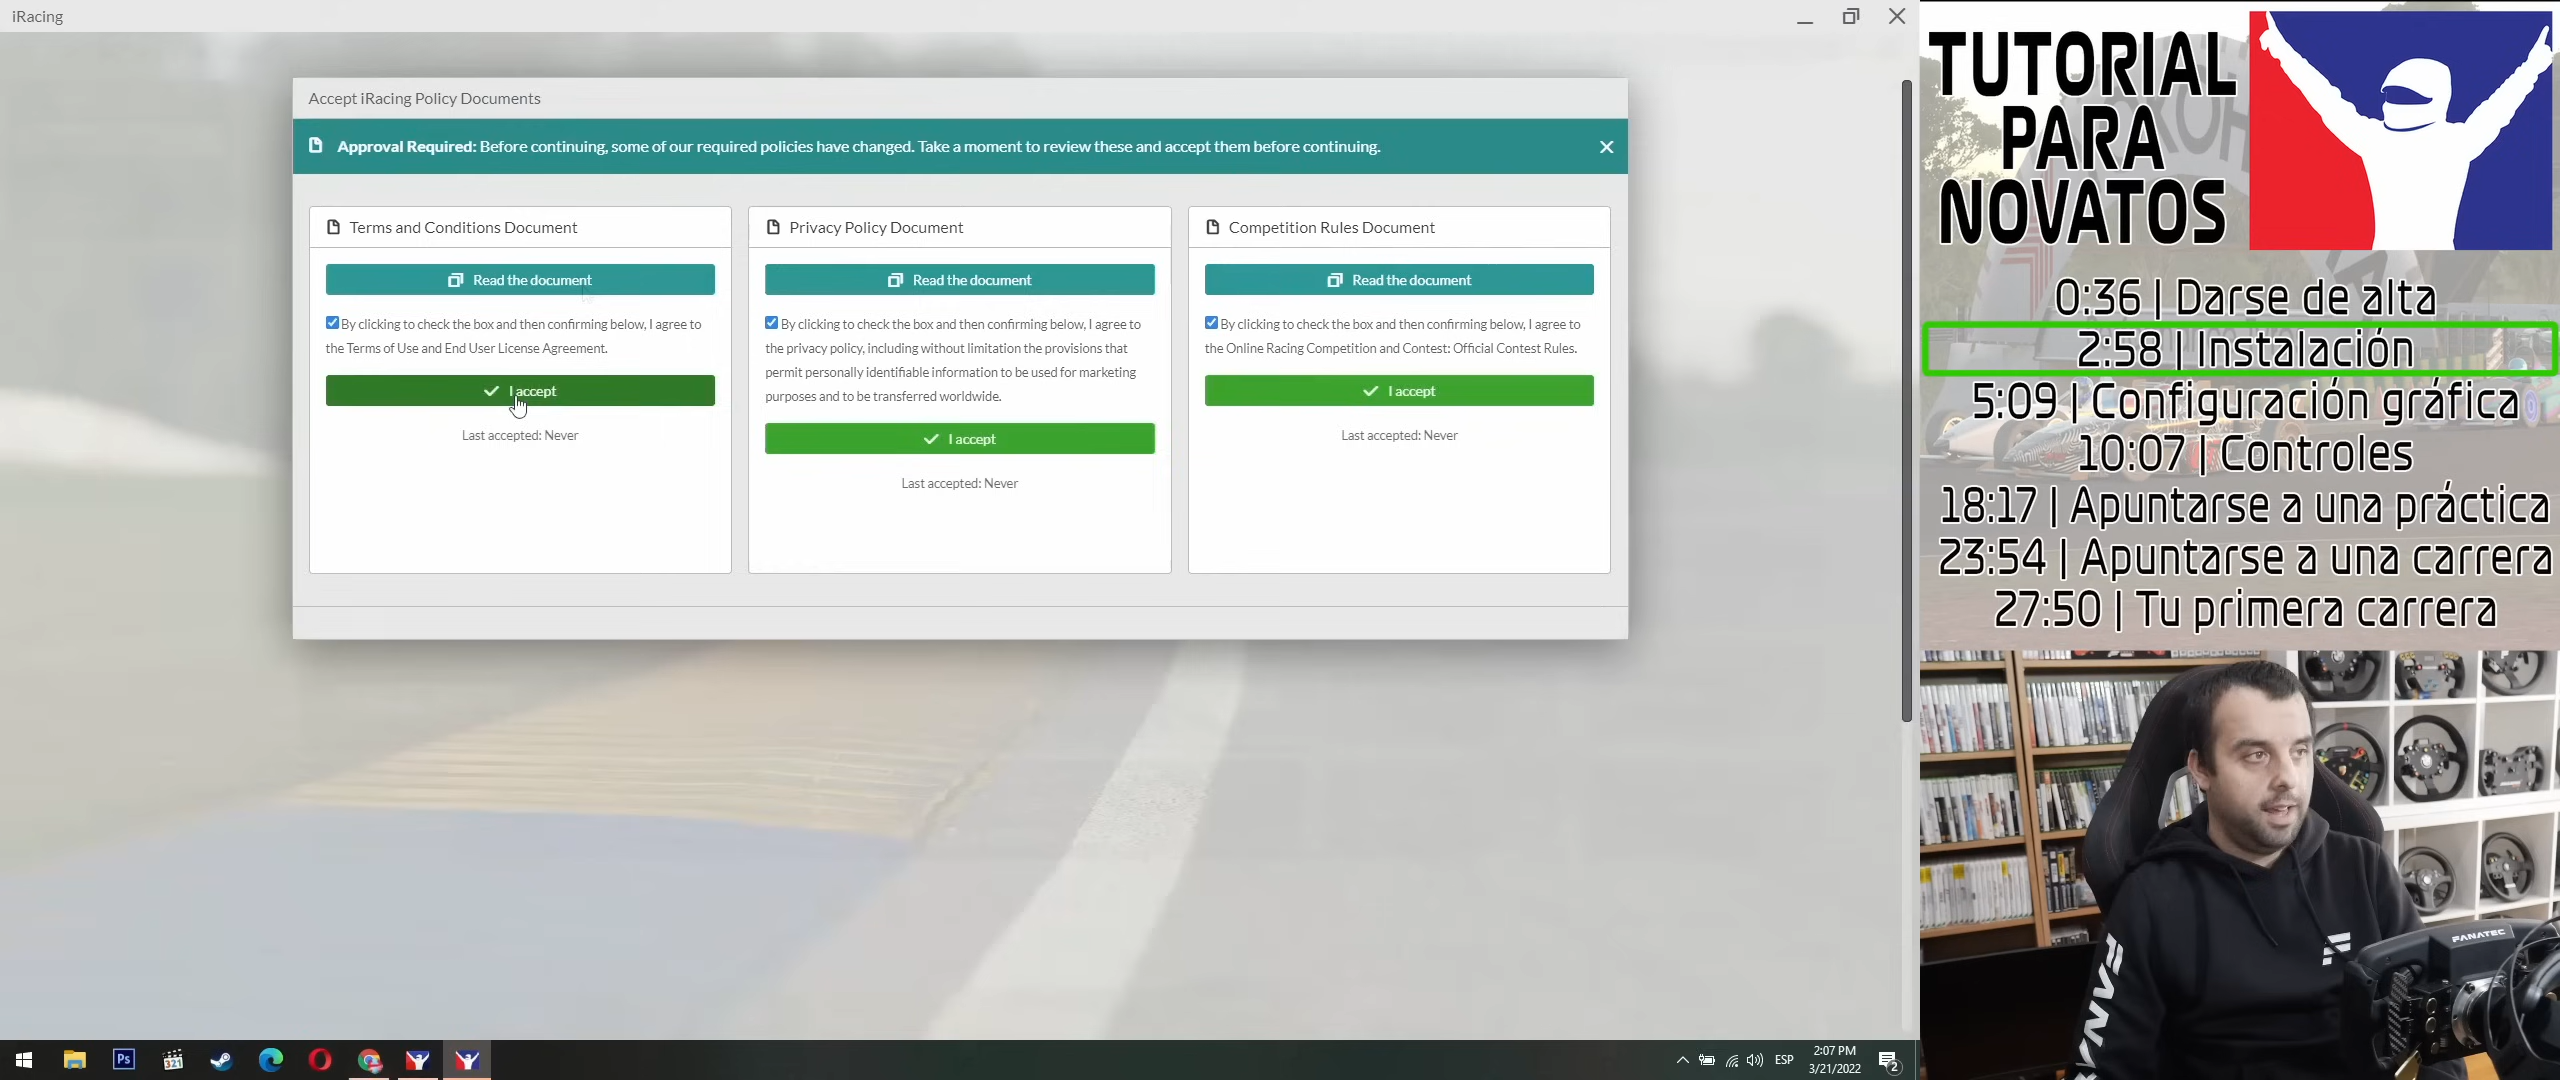 iRacing
Accept iRacing Policy Documents
Approval Required: Before continuing, some of our required policies have changed. Take a moment to review these and accept them before continuing.
Terms and Conditions Document
Read the document
By clicking to check the box and then confirming below, I agree to
the Terms of Use and End User License Agreement.
I accept
Last accepted: Never
Privacy Policy Document
Read the document
By clicking to check the box and then confirming below, I agree to
the privacy policy, including without limitation the provisions that
permit personally identifiable information to be used for marketing
purposes and to be transferred worldwide.
I accept
Last accepted: Never
Competition Rules Document
Read the document
By clicking to check the box and then confirming below, I agree to
the Online Racing Competition and Contest: Official Contest Rules.
I accept
Last accepted: Never
TUTORIAL
PARA
NOVATOS
0:36 | Darse de alta
2:58 | Instalación
5:09 | Configuración gráfica
10:07 | Controles
18:17 | Apuntarse a una práctica
23:54 | Apuntarse a una carrera
27:50 | Tu primera carrera
FANATEC
Ps
321
ESP
2:07 PM
3/21/2022
2